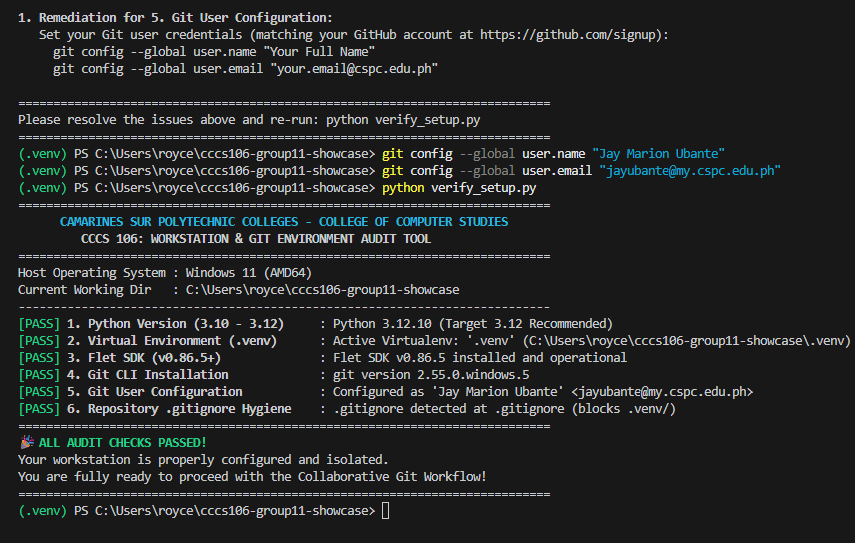 1. Remediation for 5. Git User Configuration:
Set your Git user credentials (matching your GitHub account at https://github.com/signup):
git config --global user.name "Your Full Name"
git config --global user.email "your.email@cspc.edu.ph"
============================================================================
Please resolve the issues above and re-run: python verify_setup.py
============================================================================
(.venv) PS C:\Users\royce\cccs106-group11-showcase> git config --global user.name "Jay Marion Ubante"
(.venv) PS C:\Users\royce\cccs106-group11-showcase> git config --global user.email "jayubante@my.cspc.edu.ph"
(.venv) PS C:\Users\royce\cccs106-group11-showcase> python verify_setup.py
============================================================================
CAMARINES SUR POLYTECHNIC COLLEGES - COLLEGE OF COMPUTER STUDIES
CCCS 106: WORKSTATION & GIT ENVIRONMENT AUDIT TOOL
============================================================================
Host Operating System : Windows 11 (AMD64)
Current Working Dir   : C:\Users\royce\cccs106-group11-showcase
----------------------------------------------------------------------------
[PASS] 1. Python Version (3.10 - 3.12)     : Python 3.12.10 (Target 3.12 Recommended)
[PASS] 2. Virtual Environment (.venv)      : Active Virtualenv: '.venv' (C:\Users\royce\cccs106-group11-showcase\.venv)
[PASS] 3. Flet SDK (v0.86.5+)              : Flet SDK v0.86.5 installed and operational
[PASS] 4. Git CLI Installation             : git version 2.55.0.windows.5
[PASS] 5. Git User Configuration           : Configured as 'Jay Marion Ubante' <jayubante@my.cspc.edu.ph>
[PASS] 6. Repository .gitignore Hygiene    : .gitignore detected at .gitignore (blocks .venv/)
============================================================================
🎉 ALL AUDIT CHECKS PASSED!
Your workstation is properly configured and isolated.
You are fully ready to proceed with the Collaborative Git Workflow!
============================================================================
(.venv) PS C:\Users\royce\cccs106-group11-showcase>